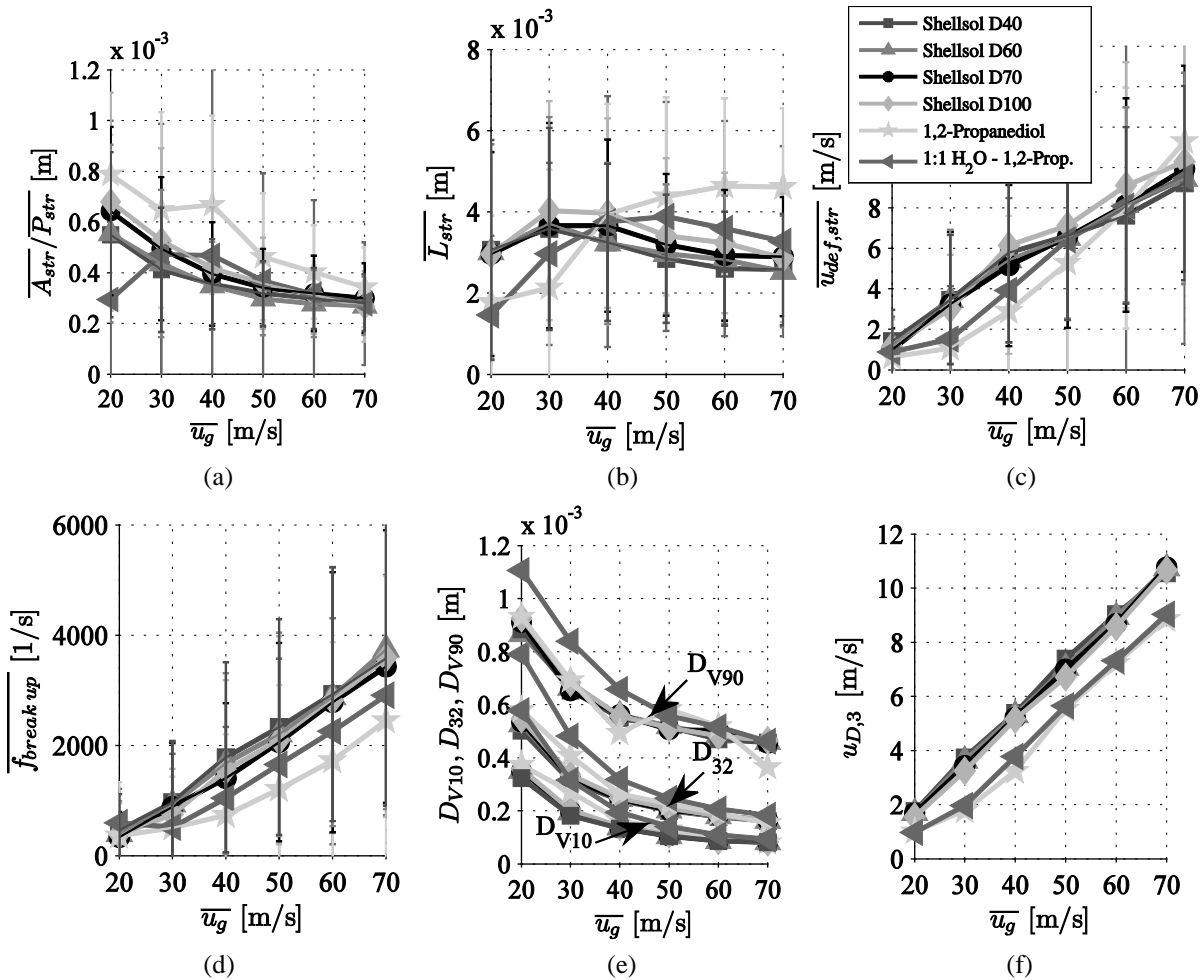 x 10⁻³
1.2
1
0.8
0.6
0.4
0.2
0
A_str/P_str [m]
20 30 40 50 60 70
u_g [m/s]
(a)
x 10⁻³
8
6
4
2
0
L_str [m]
20 30 40 50 60 70
u_g [m/s]
(b)
Shellsol D40
Shellsol D60
Shellsol D70
Shellsol D100
1,2-Propanediol
1:1 H₂O - 1,2-Prop.
8
6
4
2
0
u_def,str [m/s]
20 30 40 50 60 70
u_g [m/s]
(c)
6000
4000
2000
0
f_break up [1/s]
20 30 40 50 60 70
u_g [m/s]
(d)
x 10⁻³
1.2
1
0.8
0.6
0.4
0.2
0
D_V10, D_32, D_V90 [m]
D_V90
D_32
D_V10
20 30 40 50 60 70
u_g [m/s]
(e)
12
10
8
6
4
2
0
u_D,3 [m/s]
20 30 40 50 60 70
u_g [m/s]
(f)